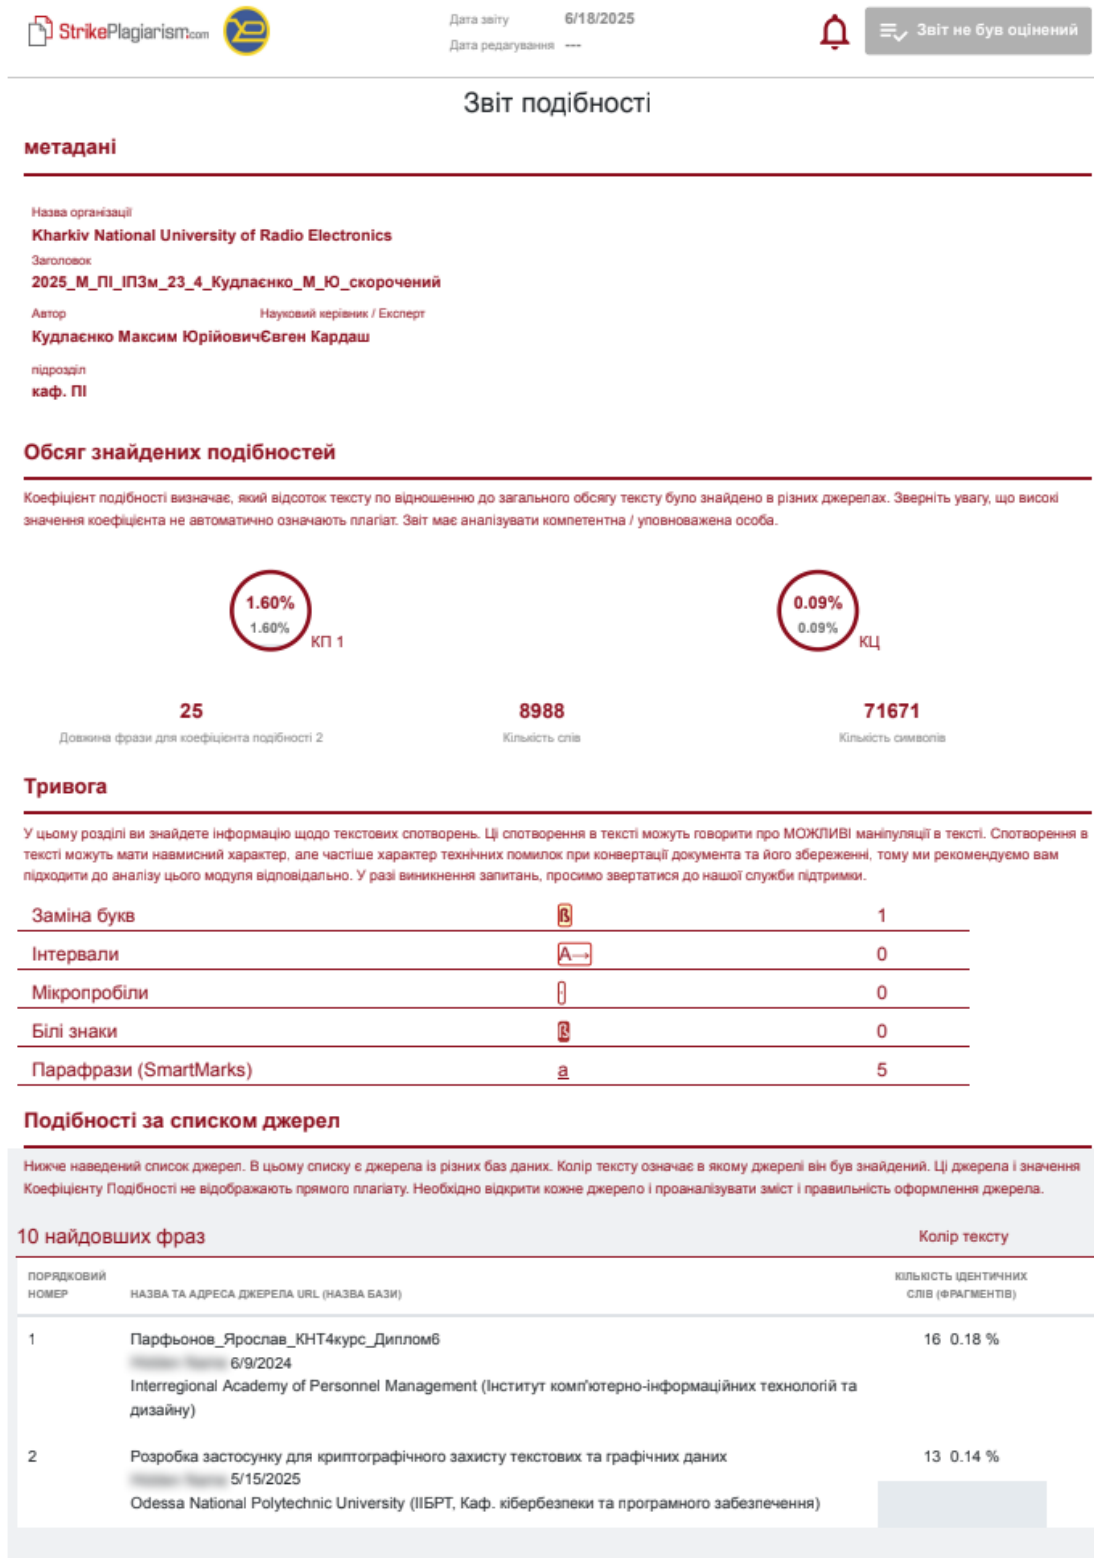 StrikePlagiarism.com
Дата звіту 6/18/2025
Дата редагування ---
Звіт не був оцінений
Звіт подібності
метадані
Назва організації
Kharkiv National University of Radio Electronics
Заголовок
2025_М_ПІ_ІПЗм_23_4_Кудлаєнко_М_Ю_скорочений
Автор Науковий керівник / Експерт
Кудлаєнко Максим ЮрійовичЄвген Кардаш
підрозділ
каф. ПІ
Обсяг знайдених подібностей
Коефіцієнт подібності визначає, який відсоток тексту по відношенню до загального обсягу тексту було знайдено в різних джерелах. Зверніть увагу, що високі
значення коефіцієнта не автоматично означають плагіат. Звіт має аналізувати компетентна / уповноважена особа.
1.60%
1.60%
КП 1
0.09%
0.09%
КЦ
25 8988 71671
Довжина фрази для коефіцієнта подібності 2 Кількість слів Кількість символів
Тривога
У цьому розділі ви знайдете інформацію щодо текстових спотворень. Ці спотворення в тексті можуть говорити про МОЖЛИВІ маніпуляції в тексті. Спотворення в
тексті можуть мати навмисний характер, але частіше характер технічних помилок при конвертації документа та його збереженні, тому ми рекомендуємо вам
підходити до аналізу цього модуля відповідально. У разі виникнення запитань, просимо звертатися до нашої служби підтримки.
Заміна букв ß 1
Інтервали A→ 0
Мікропробіли 0
Білі знаки ß 0
Парафрази (SmartMarks) a 5
Подібності за списком джерел
Нижче наведений список джерел. В цьому списку є джерела із різних баз даних. Колір тексту означає в якому джерелі він був знайдений. Ці джерела і значення
Коефіцієнту Подібності не відображають прямого плагіату. Необхідно відкрити кожне джерело і проаналізувати зміст і правильність оформлення джерела.
10 найдовших фраз Колір тексту
ПОРЯДКОВИЙ НОМЕР НАЗВА ТА АДРЕСА ДЖЕРЕЛА URL (НАЗВА БАЗИ) КІЛЬКІСТЬ ІДЕНТИЧНИХ СЛІВ (ФРАГМЕНТІВ)
1 Парфьонов_Ярослав_КНТ4курс_Диплом6 16 0.18 %
6/9/2024
Interregional Academy of Personnel Management (Інститут комп'ютерно-інформаційних технологій та
дизайну)
2 Розробка застосунку для криптографічного захисту текстових та графічних даних 13 0.14 %
5/15/2025
Odessa National Polytechnic University (ІІБРТ, Каф. кібербезпеки та програмного забезпечення)